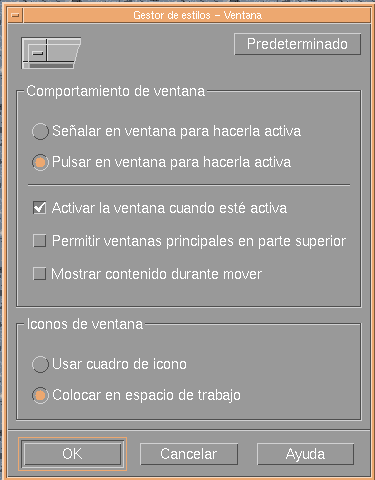 Gestor de estilos – Ventana
Predeterminado
Comportamiento de ventana
Señalar en ventana para hacerla activa
Pulsar en ventana para hacerla activa
Activar la ventana cuando esté activa
Permitir ventanas principales en parte superior
Mostrar contenido durante mover
Iconos de ventana
Usar cuadro de icono
Colocar en espacio de trabajo
OK Cancelar Ayuda